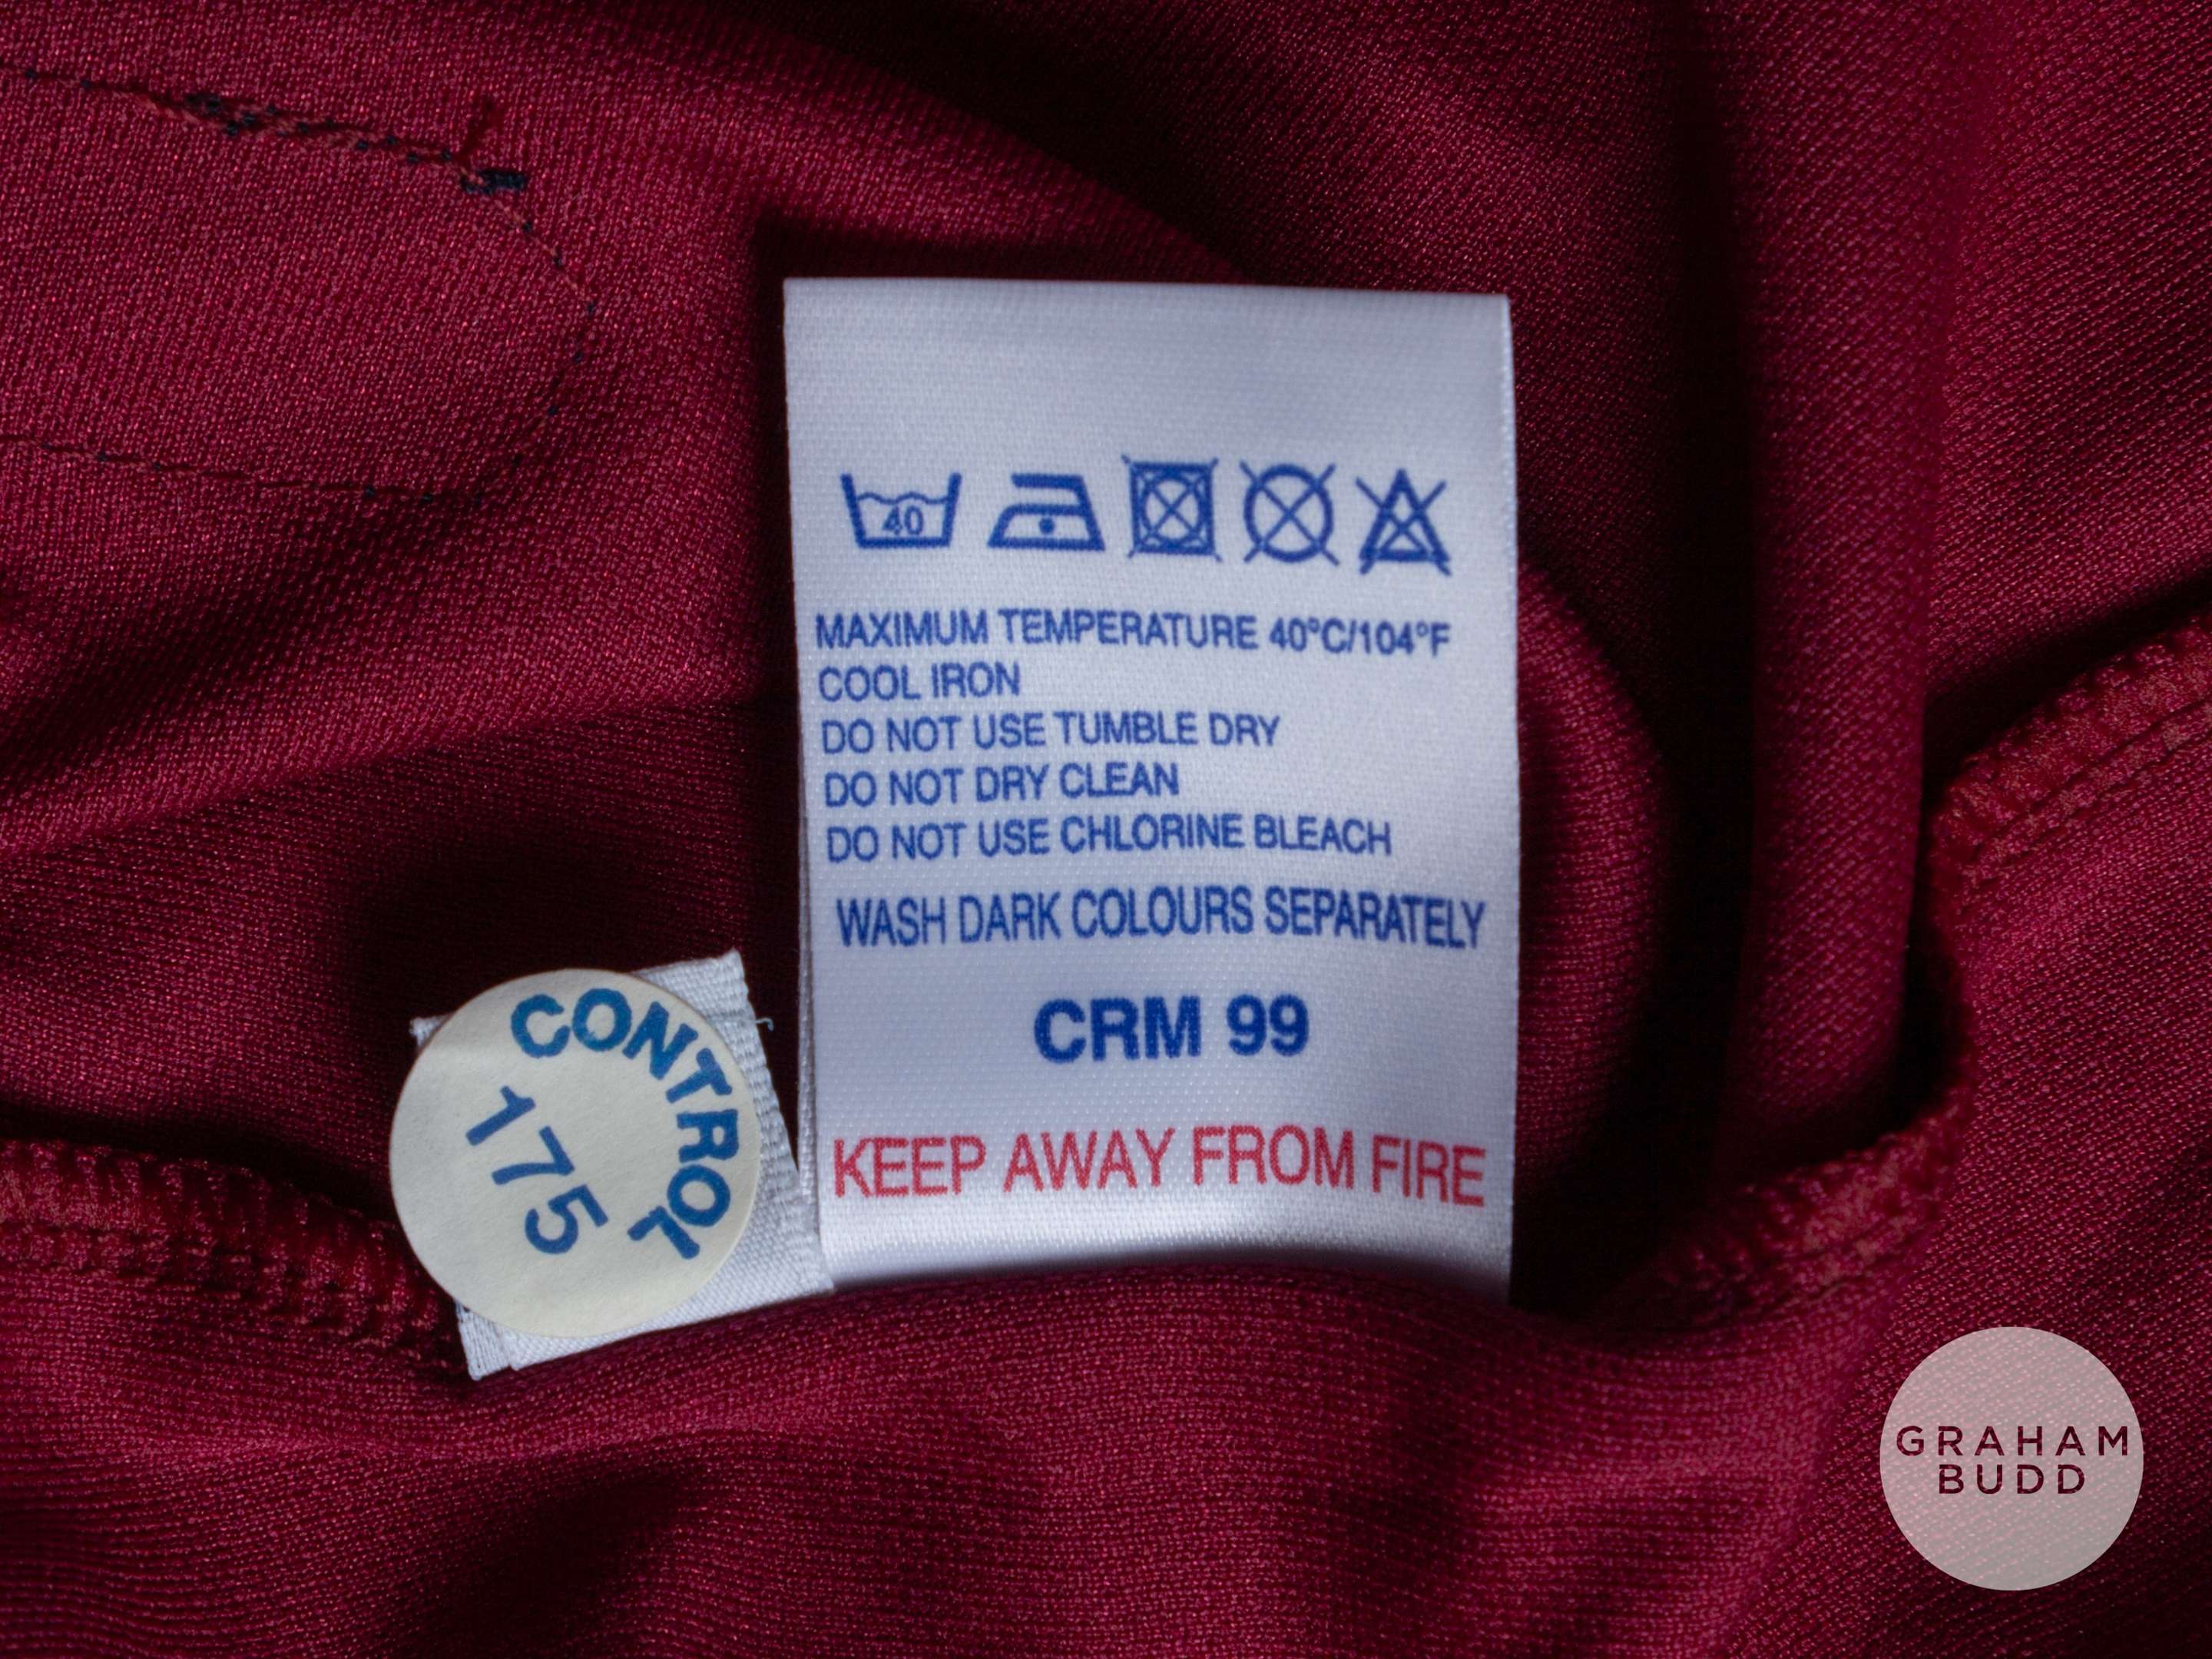 40
MAXIMUM TEMPERATURE 40°C/104°F
COOL IRON
DO NOT USE TUMBLE DRY
DO NOT DRY CLEAN
DO NOT USE CHLORINE BLEACH
WASH DARK COLOURS SEPARATELY
CRM 99
KEEP AWAY FROM FIRE
CONTROL
175
GRAHAM
BUDD